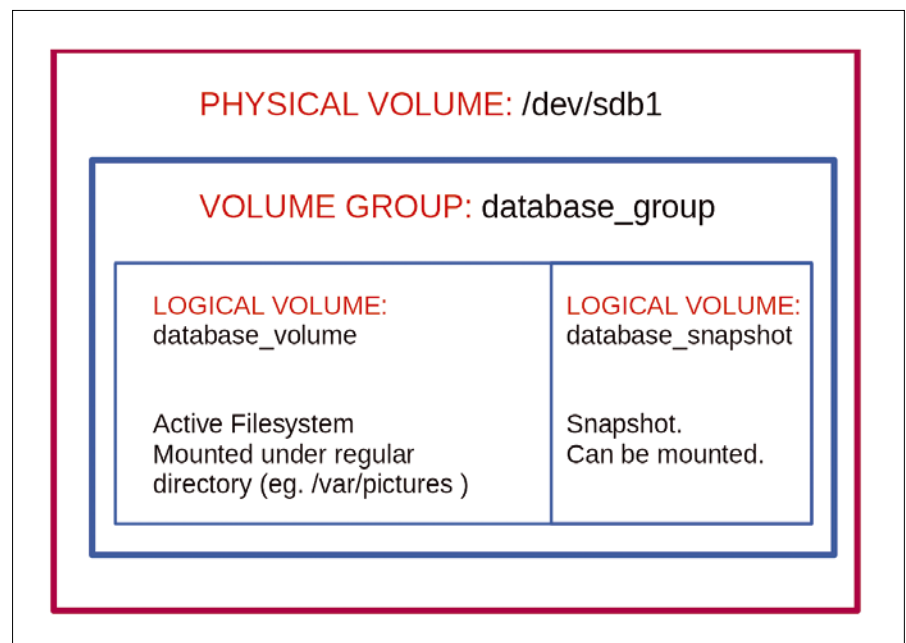 PHYSICAL VOLUME: /dev/sdb1
VOLUME GROUP: database_group
LOGICAL VOLUME:
database_volume
Active Filesystem
Mounted under regular
directory (eg. /var/pictures )
LOGICAL VOLUME:
database_snapshot
Snapshot.
Can be mounted.